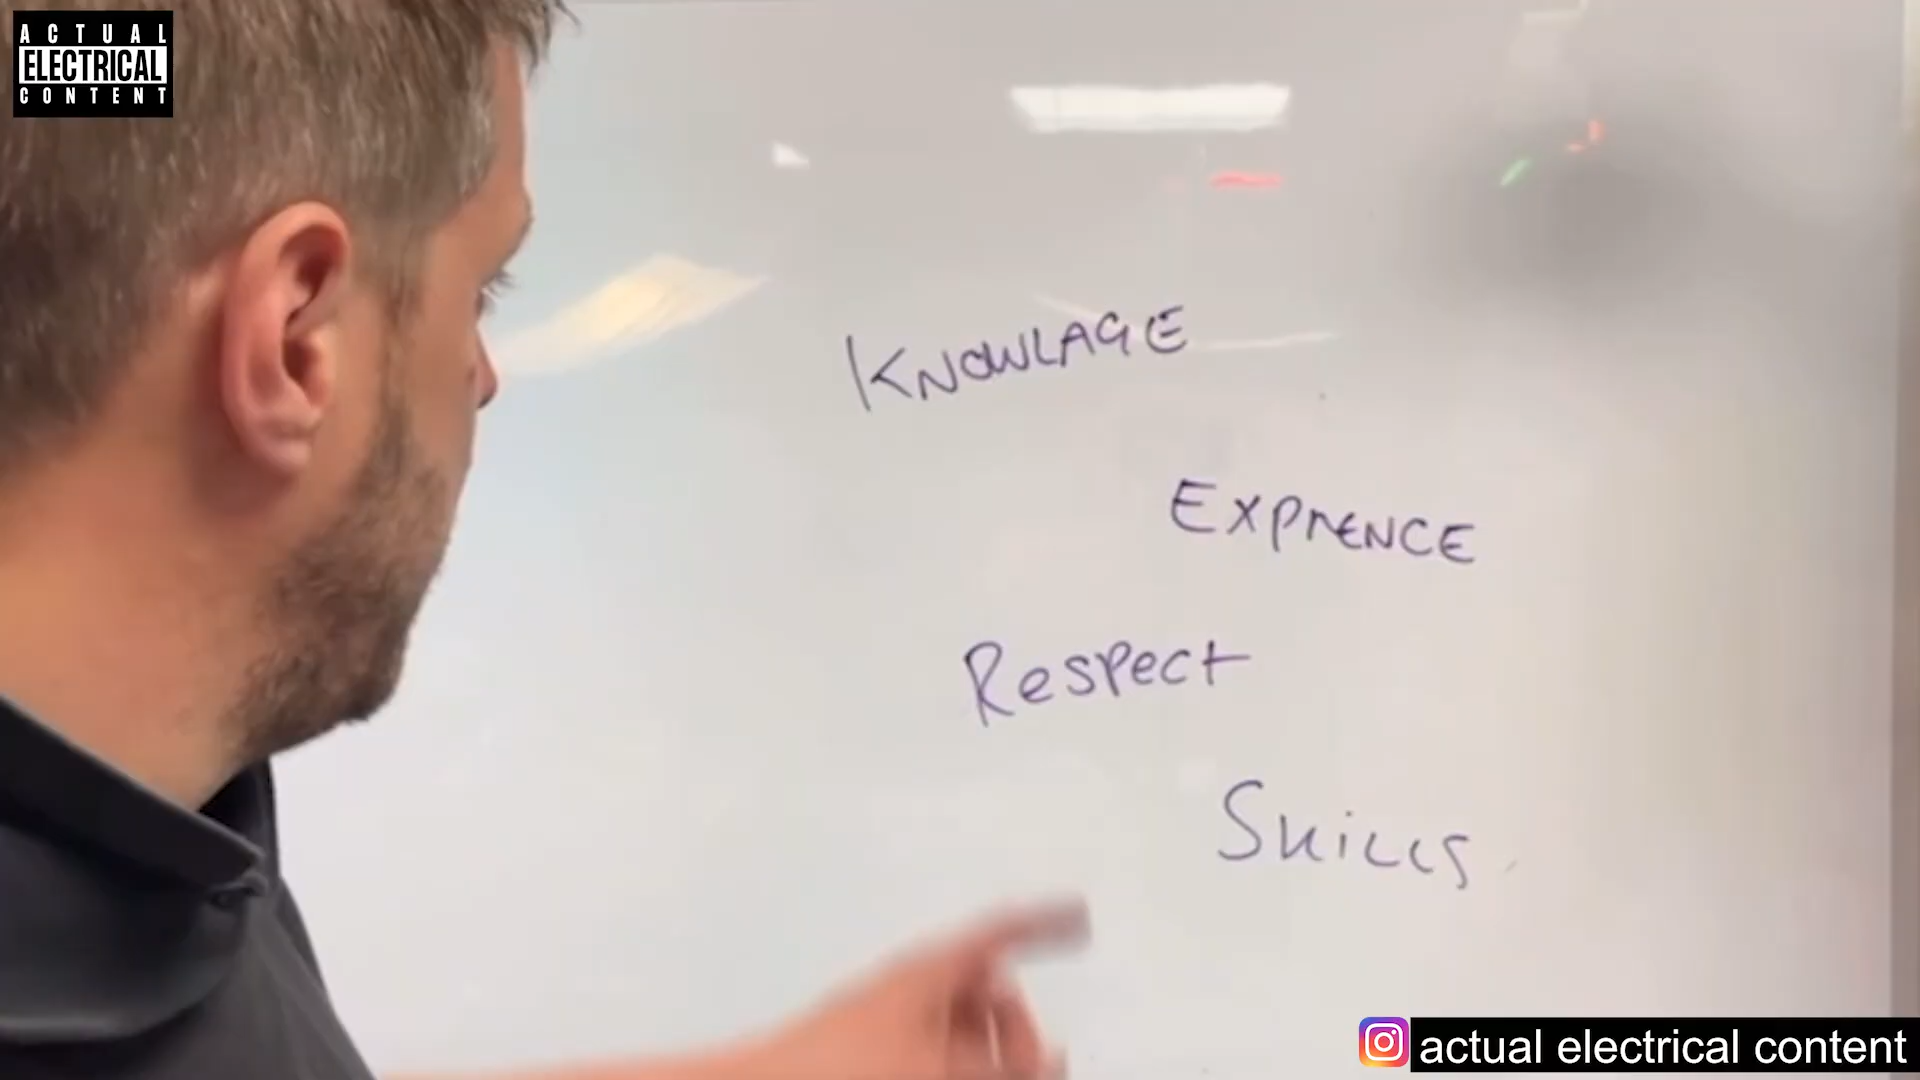 ACTUAL
ELECTRICAL
CONTENT
KNOWLAGE
EXPRENCE
Respect
Skills
actual electrical content